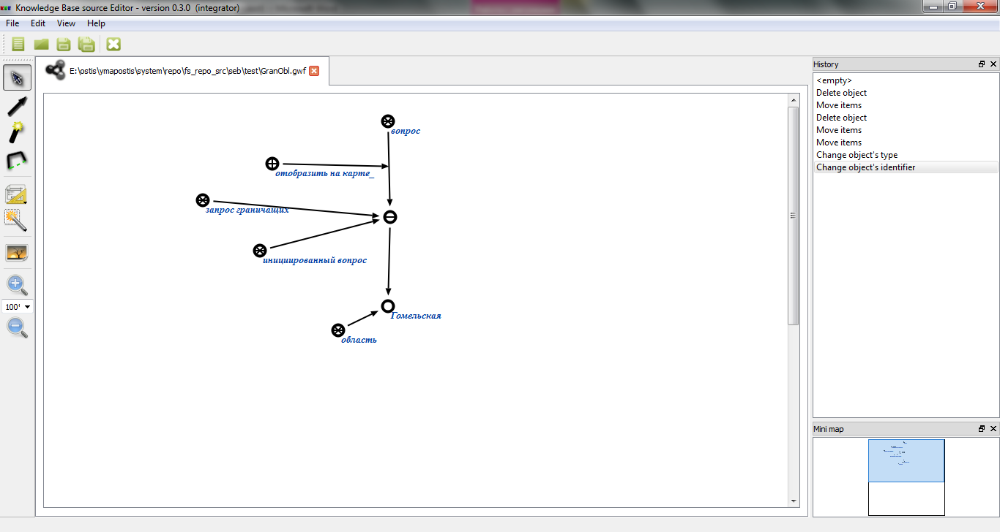 KBE Knowledge Base source Editor - version 0.3.0 (integrator)
File Edit View Help
E:\ostis\ymapostis\system\repo\fs_repo_src\seb\test\GranObl.gwf
вопрос
отобразить на карте_
запрос граничащих
инициированный вопрос
Гомельская
область
100'
History
<empty>
Delete object
Move items
Delete object
Move items
Move items
Change object's type
Change object's identifier
Mini map